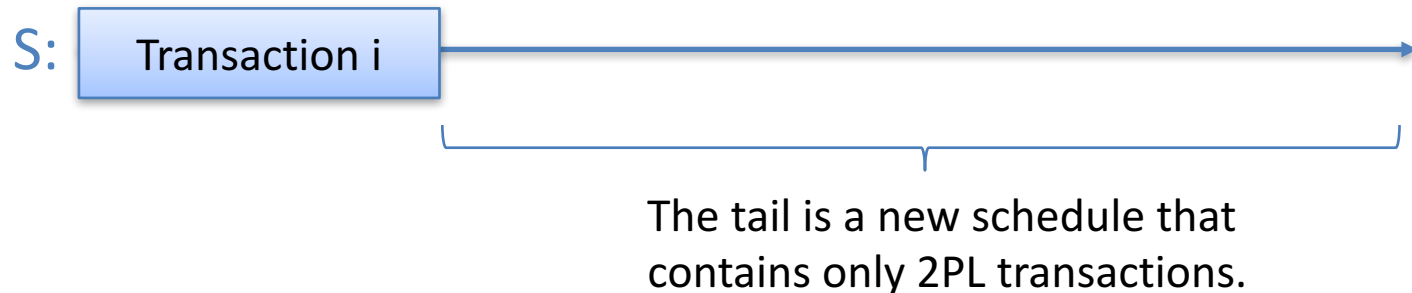 S:
Transaction i
The tail is a new schedule that
contains only 2PL transactions.